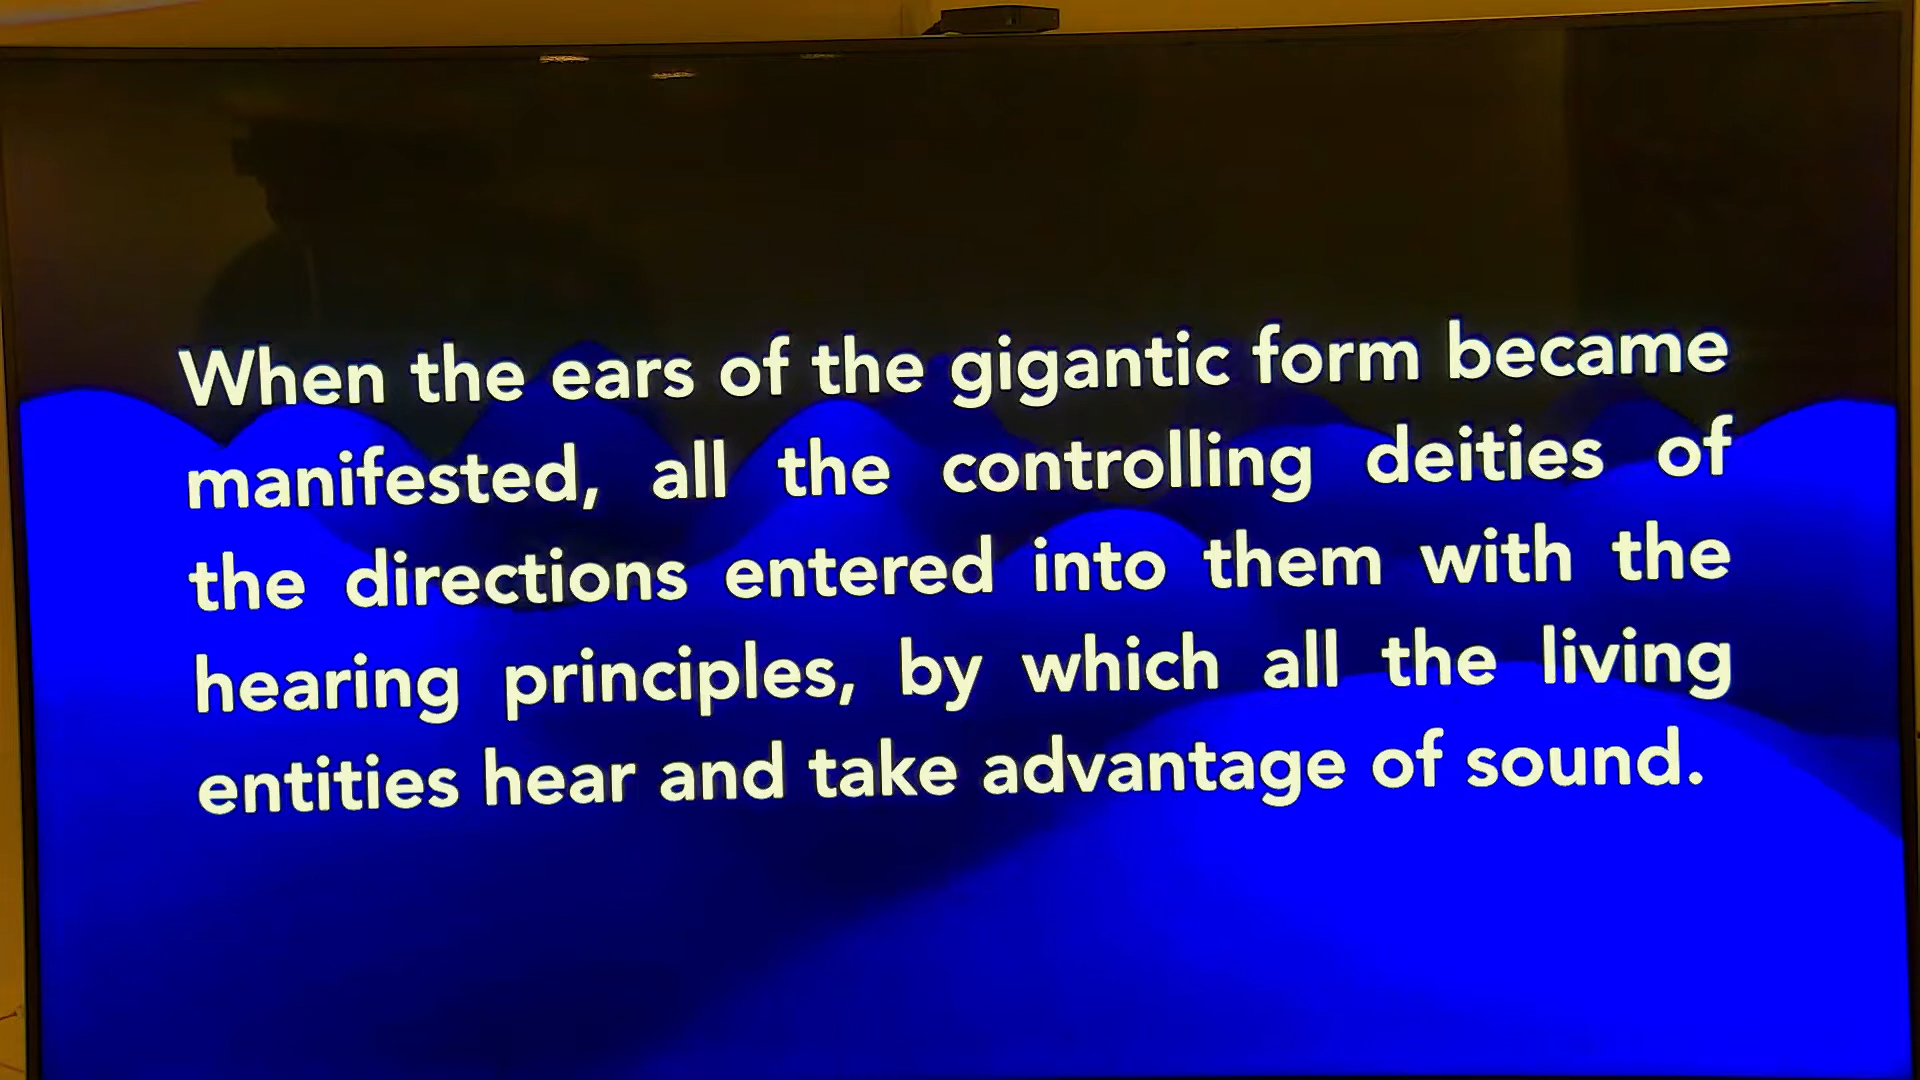 When the ears of the gigantic form became
manifested, all the controlling deities of
the directions entered into them with the
hearing principles, by which all the living
entities hear and take advantage of sound.